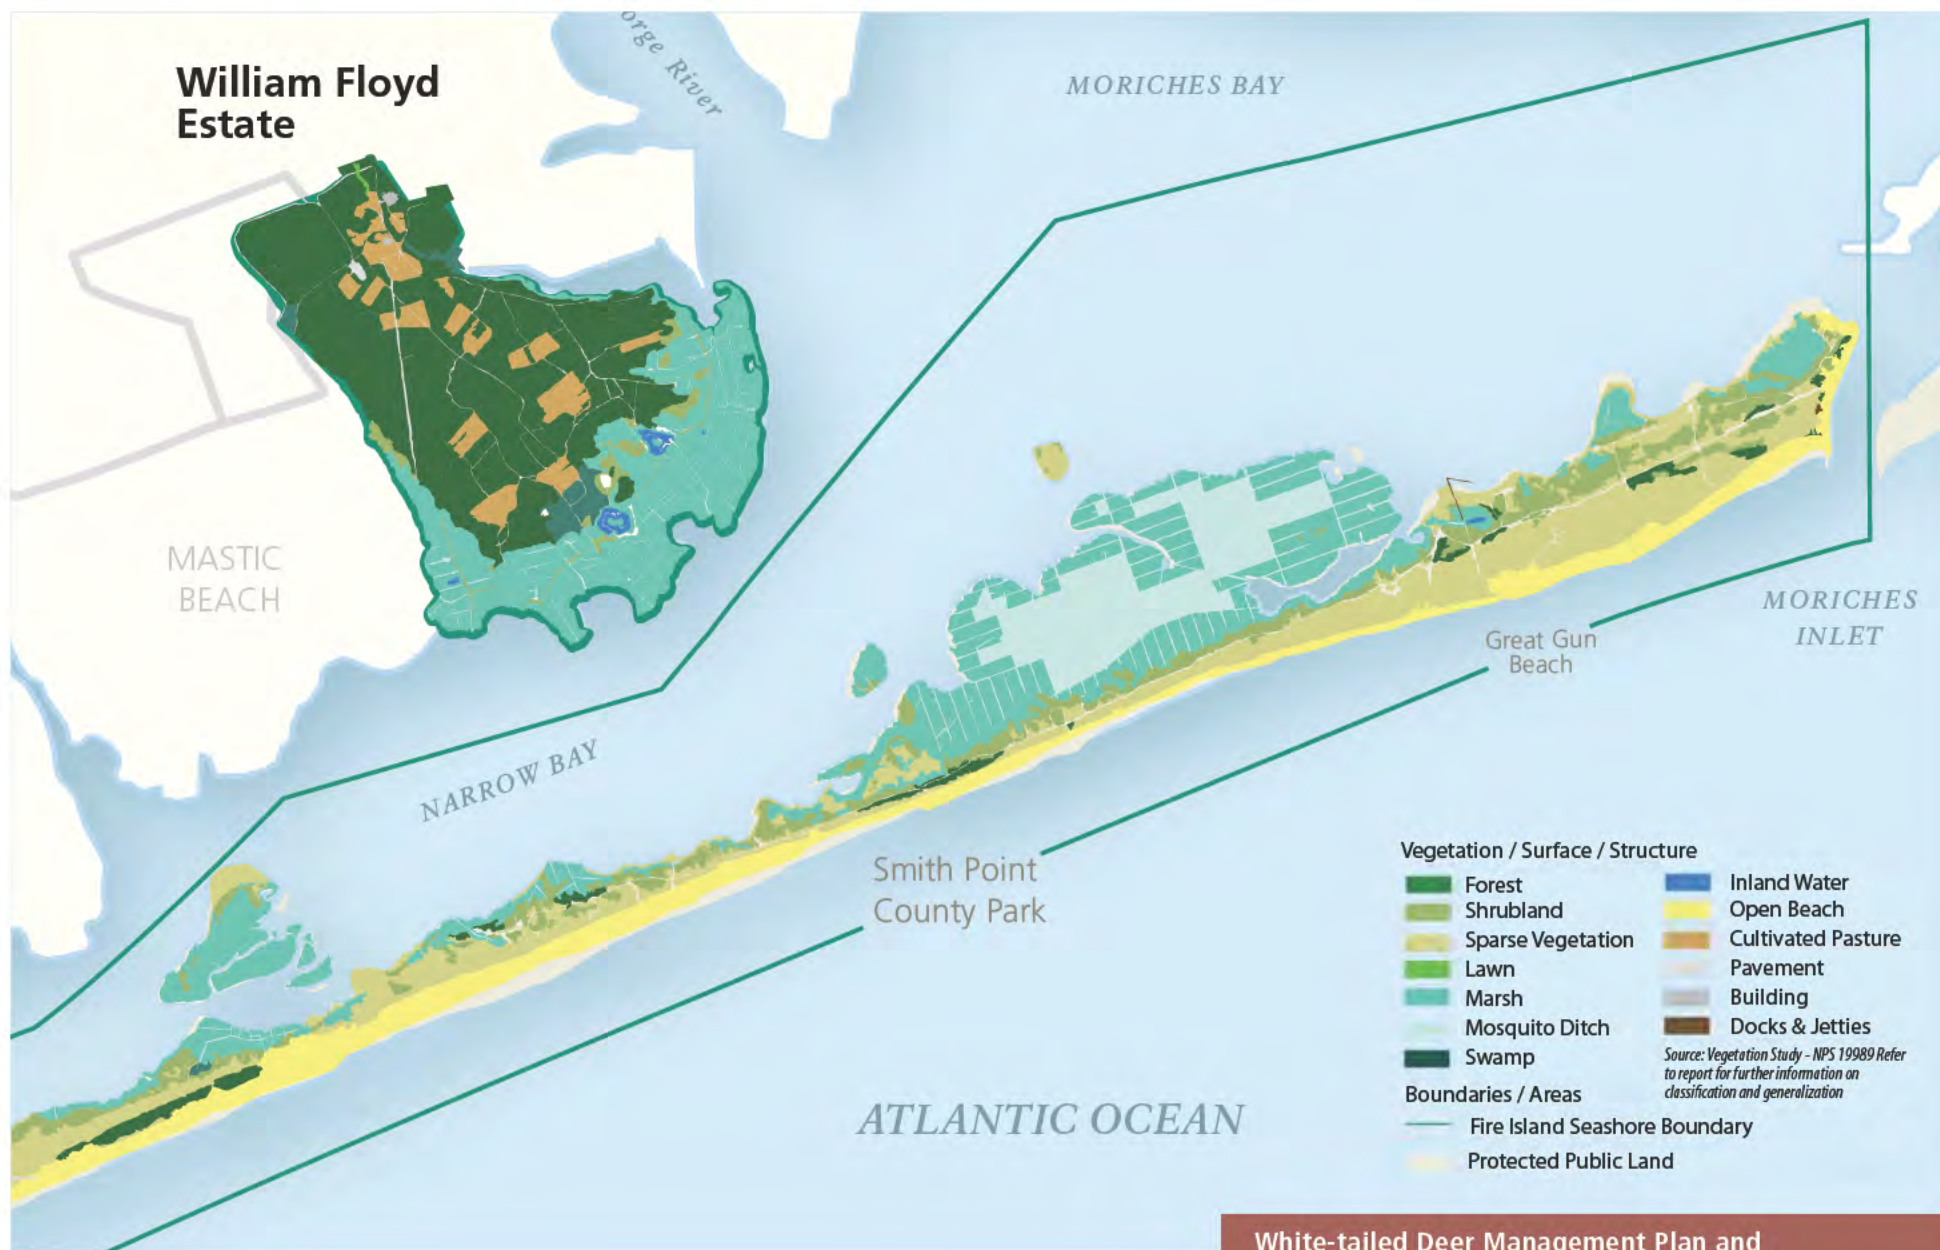 William Floyd
Estate
orge River
MORICHES BAY
MASTIC
BEACH
NARROW BAY
Great Gun
Beach
MORICHES
INLET
Smith Point
County Park
ATLANTIC OCEAN
Vegetation / Surface / Structure
Forest
Shrubland
Sparse Vegetation
Lawn
Marsh
Mosquito Ditch
Swamp
Inland Water
Open Beach
Cultivated Pasture
Pavement
Building
Docks & Jetties
Source: Vegetation Study - NPS 19989 Refer
to report for further information on
classification and generalization
Boundaries / Areas
Fire Island Seashore Boundary
Protected Public Land
White-tailed Deer Management Plan and